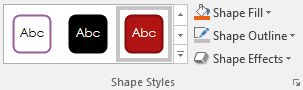 Abc Abc Abc
Shape Fill
Shape Outline
Shape Effects
Shape Styles